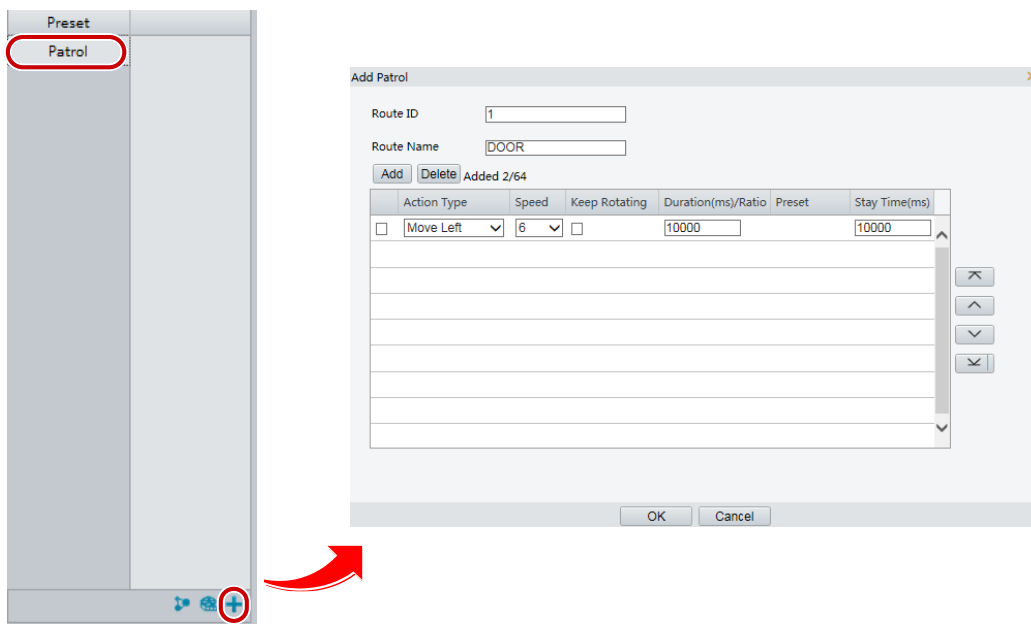 Preset
Patrol
Add Patrol
Route ID 1
Route Name DOOR
Add Delete Added 2/64
Action Type Speed Keep Rotating Duration(ms)/Ratio Preset Stay Time(ms)
Move Left 6 10000 10000
OK Cancel